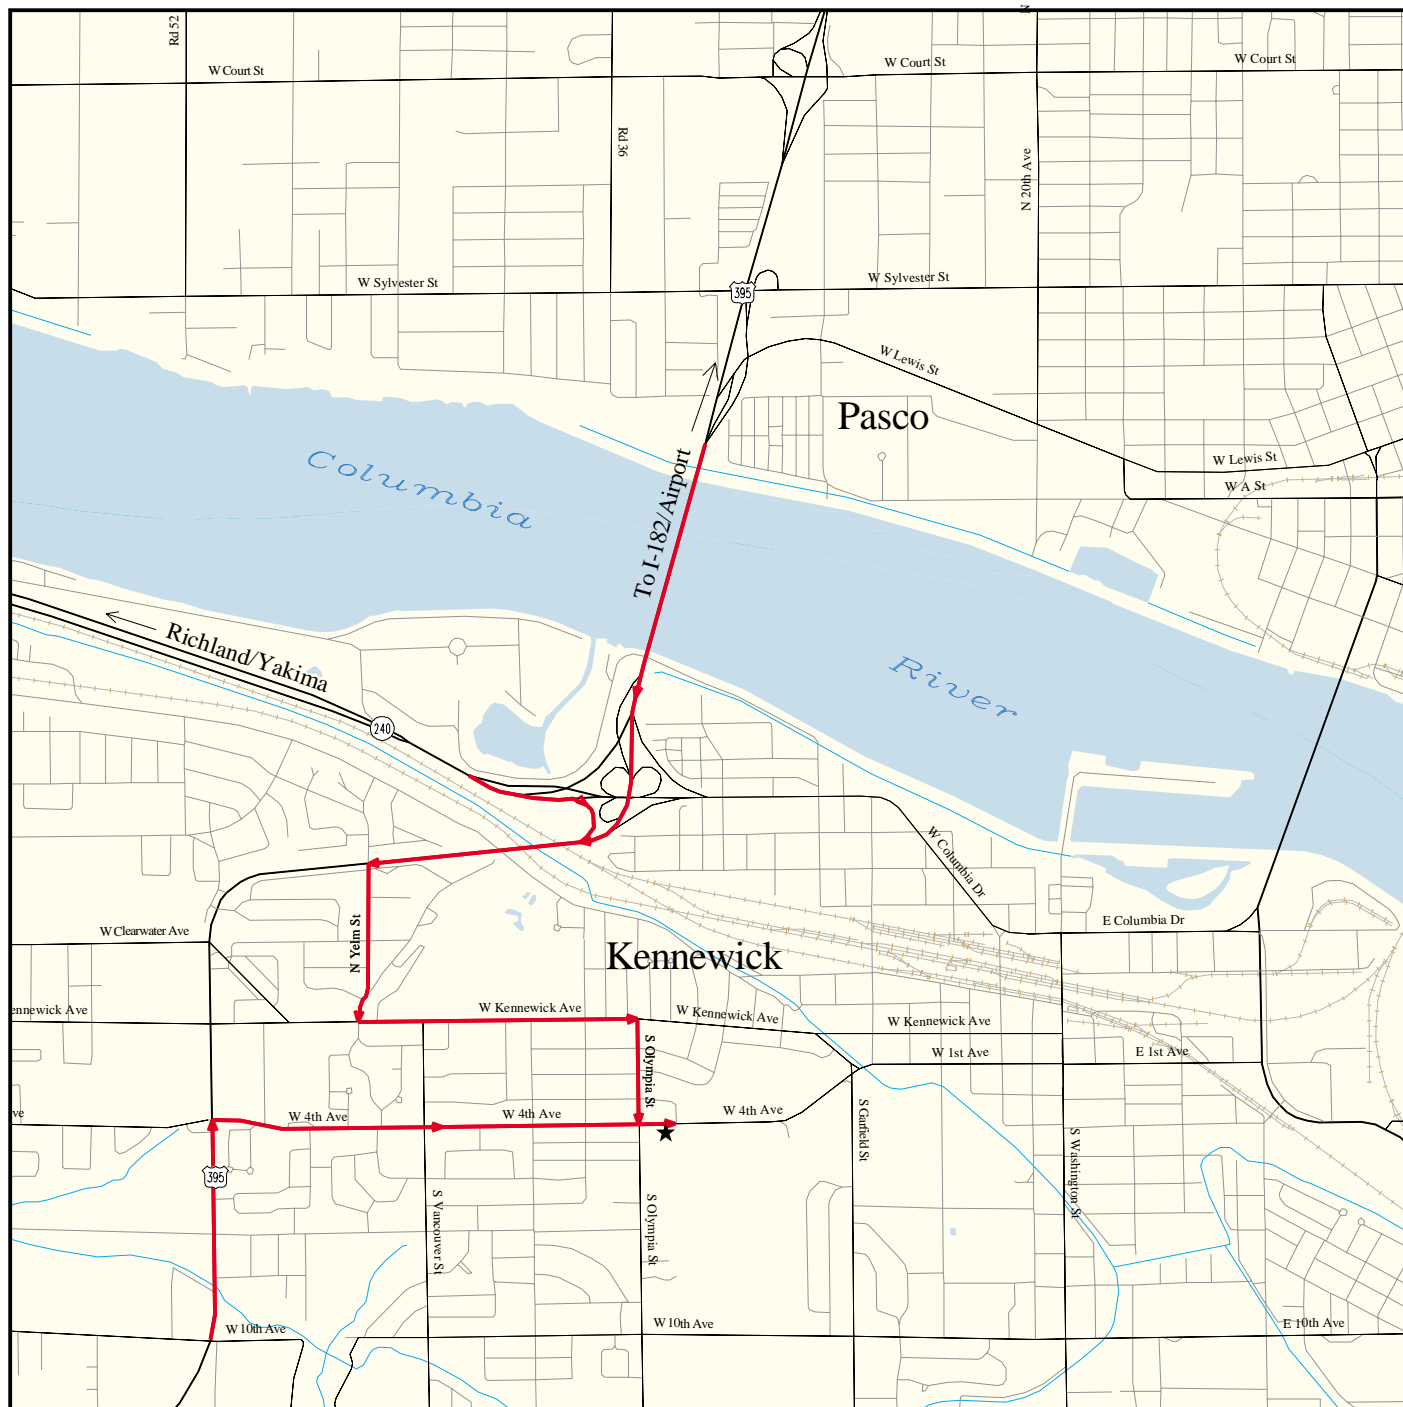 N
Rd 52
W Court St
W Court St
W Court St
Rd 36
N 20th Ave
W Sylvester St
W Sylvester St
395
W Lewis St
Pasco
W Lewis St
W A St
Columbia
To I-182/Airport
Richland/Yakima
River
240
W Columbia Dr
E Columbia Dr
W Clearwater Ave
N Yelm St
Kennewick
ennewick Ave
W Kennewick Ave
W Kennewick Ave
W Kennewick Ave
W 1st Ave
E 1st Ave
S Olympia St
ve
W 4th Ave
W 4th Ave
W 4th Ave
S Garfield St
S Washington St
395
S Vancouver St
S Olympia St
W 10th Ave
W 10th Ave
E 10th Ave